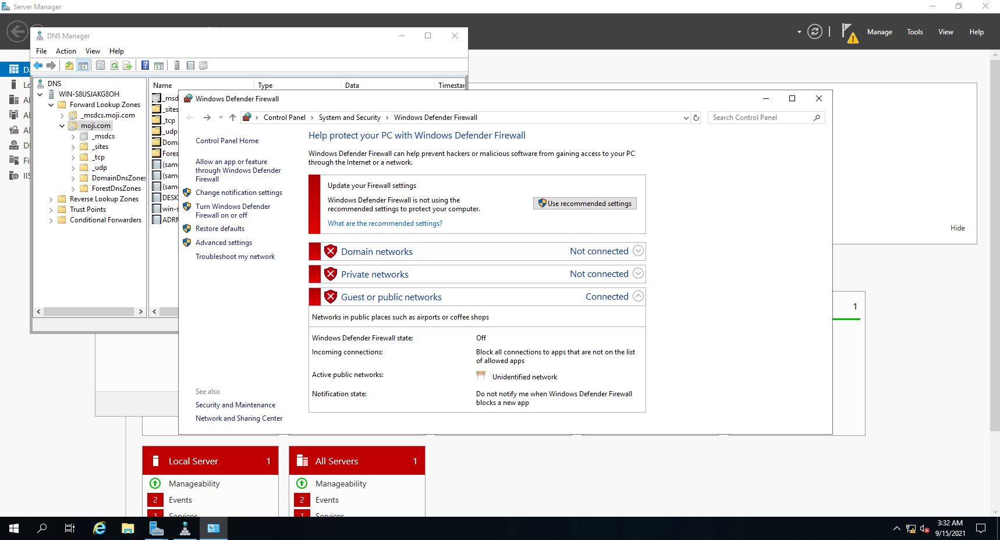 Server Manager
Manage
Tools
View
Help
DNS Manager
File
Action
View
Help
DNS
WIN-S8USJAKG8OH
Forward Lookup Zones
_msdcs.moji.com
moji.com
_msdcs
_sites
_tcp
_udp
DomainDnsZones
ForestDnsZones
Reverse Lookup Zones
Trust Points
Conditional Forwarders
Name
Type
Data
Timestar
_msd
_sites
_tcp
_udp
Doma
Fores
(same
(same
(same
DESK
win-s
ADRM
Windows Defender Firewall
Control Panel
System and Security
Windows Defender Firewall
Search Control Panel
Control Panel Home
Allow an app or feature
through Windows Defender
Firewall
Change notification settings
Turn Windows Defender
Firewall on or off
Restore defaults
Advanced settings
Troubleshoot my network
See also
Security and Maintenance
Network and Sharing Center
Help protect your PC with Windows Defender Firewall
Windows Defender Firewall can help prevent hackers or malicious software from gaining access to your PC
through the Internet or a network.
Update your Firewall settings
Windows Defender Firewall is not using the
recommended settings to protect your computer.
What are the recommended settings?
Use recommended settings
Domain networks
Not connected
Private networks
Not connected
Guest or public networks
Connected
Networks in public places such as airports or coffee shops
Windows Defender Firewall state:
Off
Incoming connections:
Block all connections to apps that are not on the list
of allowed apps
Active public networks:
Unidentified network
Notification state:
Do not notify me when Windows Defender Firewall
blocks a new app
Hide
1
Local Server
1
Manageability
2
Events
1
Services
All Servers
1
Manageability
2
Events
1
Services
3:32 AM
9/15/2021